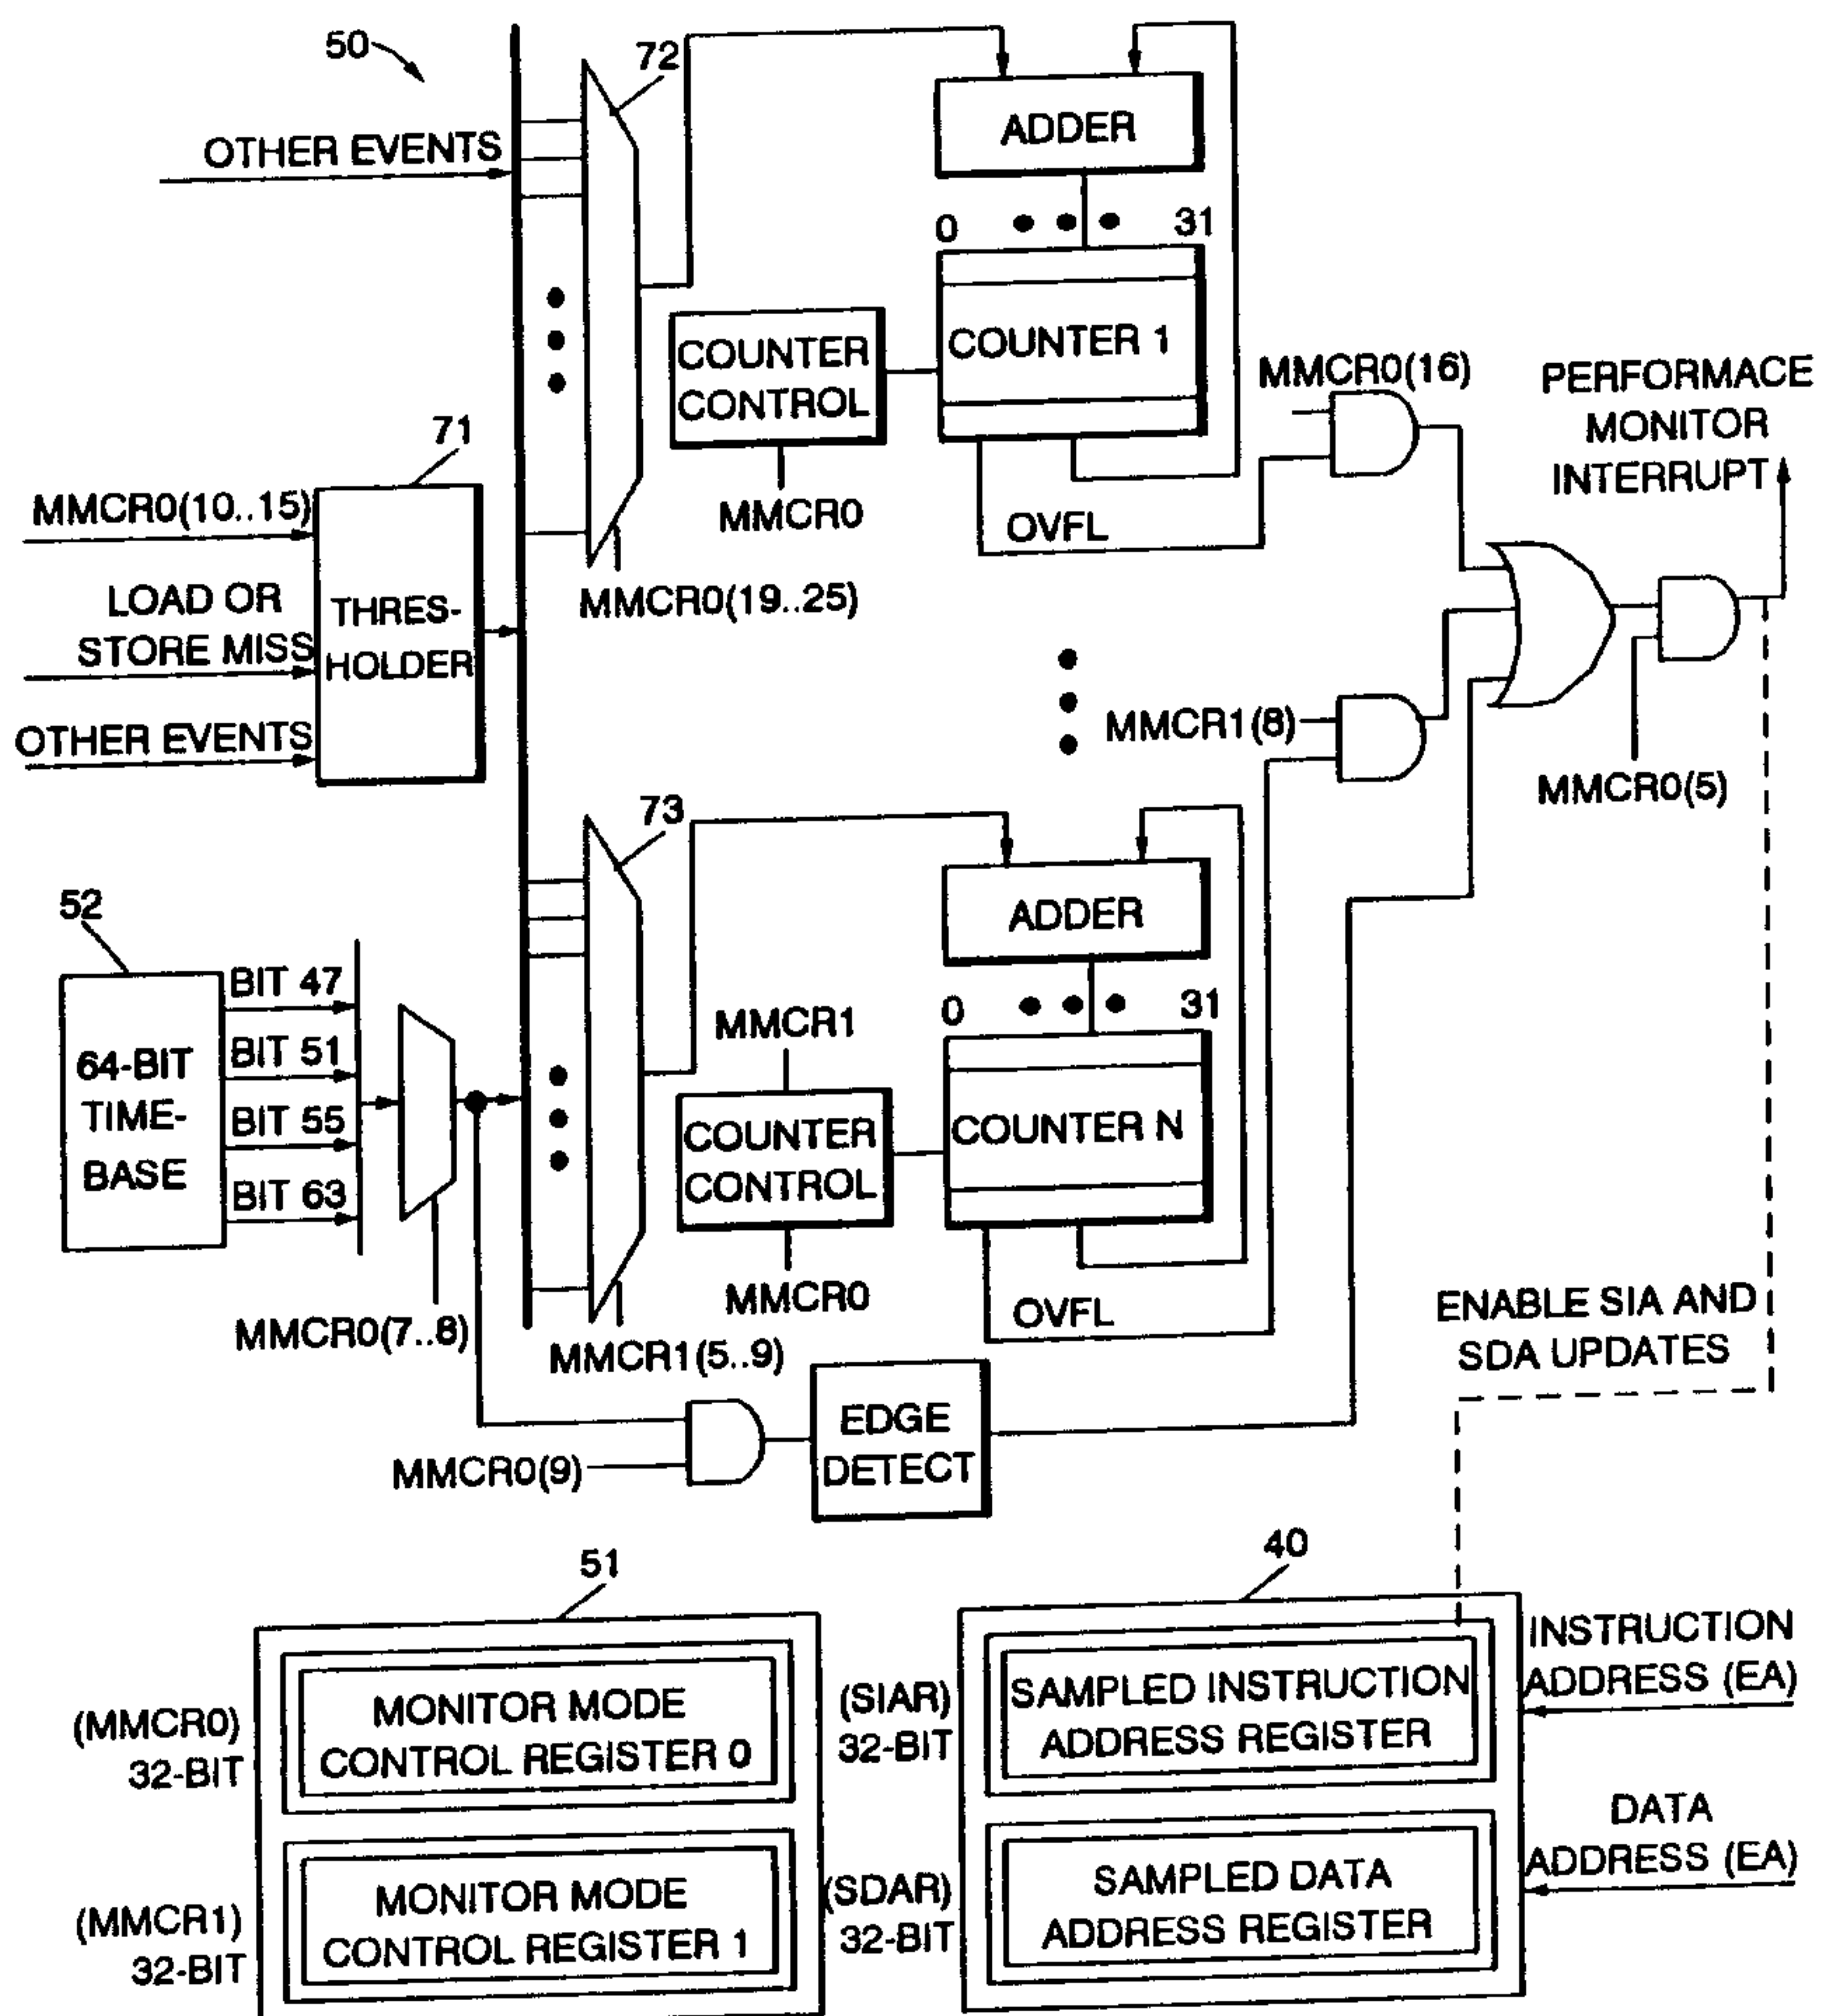 50
72
OTHER EVENTS
ADDER
0
31
COUNTER
CONTROL
COUNTER 1
MMCR0
OVFL
MMCR0(16)
PERFORMACE
MONITOR
INTERRUPT
71
MMCR0(10..15)
LOAD OR
STORE MISS
OTHER EVENTS
THRES-
HOLDER
MMCR0(19..25)
MMCR1(8)
MMCR0(5)
73
ADDER
0
31
52
64-BIT
TIME-
BASE
BIT 47
BIT 51
BIT 55
BIT 63
MMCR1
COUNTER
CONTROL
COUNTER N
MMCR0
OVFL
MMCR0(7..8)
MMCR1(5..9)
ENABLE SIA AND
SDA UPDATES
MMCR0(9)
EDGE
DETECT
51
40
(MMCR0)
32-BIT
MONITOR MODE
CONTROL REGISTER 0
(SIAR)
32-BIT
SAMPLED INSTRUCTION
ADDRESS REGISTER
INSTRUCTION
ADDRESS (EA)
(MMCR1)
32-BIT
MONITOR MODE
CONTROL REGISTER 1
(SDAR)
32-BIT
SAMPLED DATA
ADDRESS REGISTER
DATA
ADDRESS (EA)